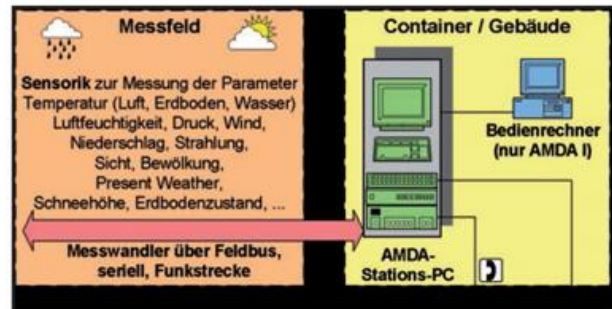 Messfeld
Sensorik zur Messung der Parameter
Temperatur (Luft, Erdboden, Wasser)
Luftfeuchtigkeit, Druck, Wind,
Niederschlag, Strahlung,
Sicht, Bewölkung,
Present Weather,
Schneehöhe, Erdbodenzustand, ...
Messwandler über Feldbus,
seriell, Funkstrecke
Container / Gebäude
Bedienrechner
(nur AMDA I)
AMDA-
Stations-PC